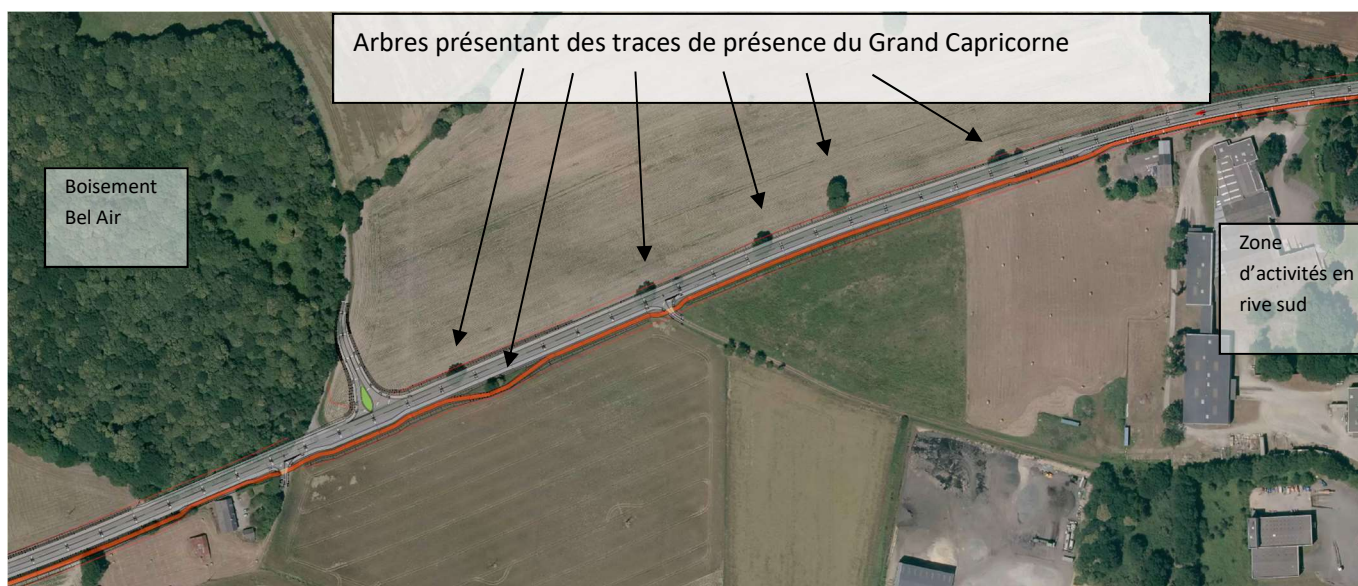 Arbres présentant des traces de présence du Grand Capricorne
Boisement
Bel Air
Zone
d'activités en
rive sud